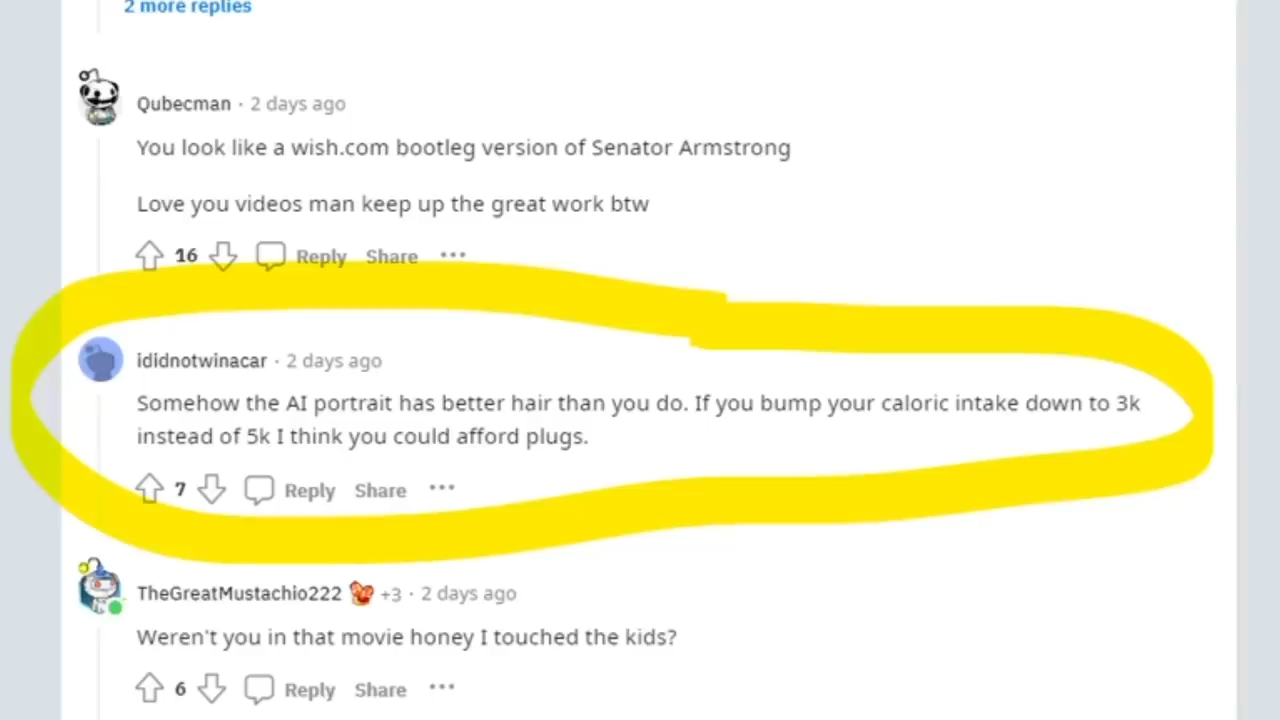 2 more replies
Qubecman · 2 days ago
You look like a wish.com bootleg version of Senator Armstrong
Love you videos man keep up the great work btw
16 Reply Share ···
ididnotwinacar · 2 days ago
Somehow the AI portrait has better hair than you do. If you bump your caloric intake down to 3k
instead of 5k I think you could afford plugs.
7 Reply Share ···
TheGreatMustachio222 +3 · 2 days ago
Weren't you in that movie honey I touched the kids?
6 Reply Share ···